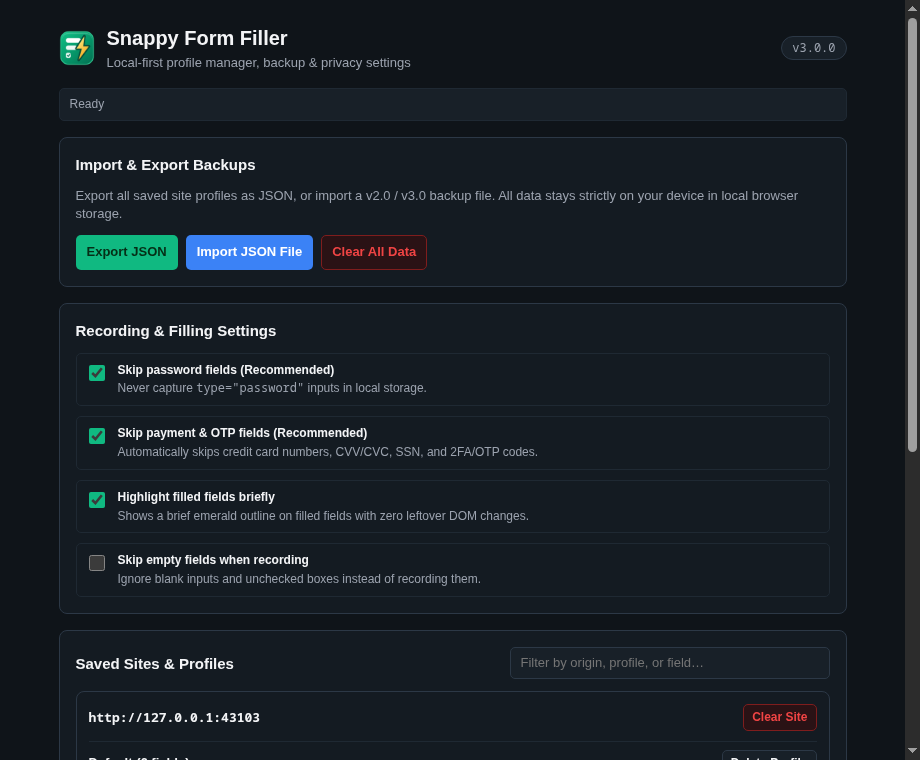 Snappy Form Filler
Local-first profile manager, backup & privacy settings
v3.0.0
Ready
Import & Export Backups
Export all saved site profiles as JSON, or import a v2.0 / v3.0 backup file. All data stays strictly on your device in local browser
storage.
Export JSON
Import JSON File
Clear All Data
Recording & Filling Settings
Skip password fields (Recommended)
Never capture type="password" inputs in local storage.
Skip payment & OTP fields (Recommended)
Automatically skips credit card numbers, CVV/CVC, SSN, and 2FA/OTP codes.
Highlight filled fields briefly
Shows a brief emerald outline on filled fields with zero leftover DOM changes.
Skip empty fields when recording
Ignore blank inputs and unchecked boxes instead of recording them.
Saved Sites & Profiles
Filter by origin, profile, or field…
http://127.0.0.1:43103
Clear Site